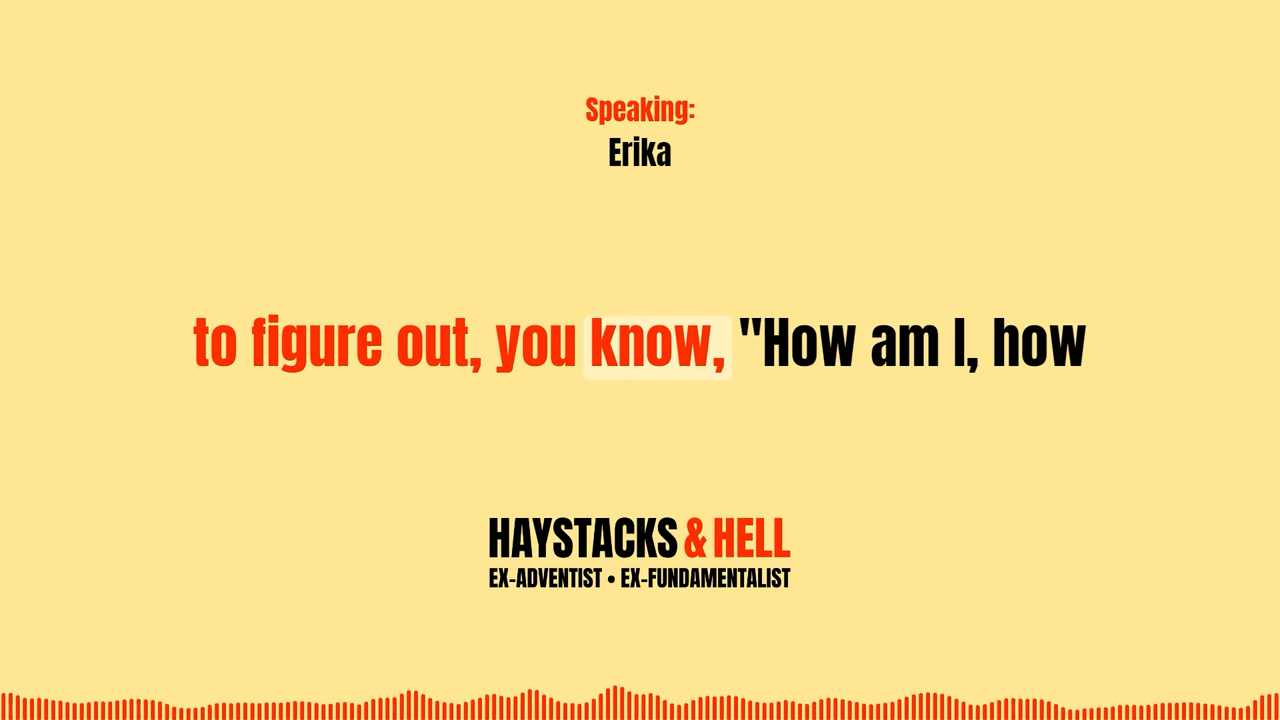 Speaking:
Erika
to figure out, you know, "How am I, how
HAYSTACKS & HELL
EX-ADVENTIST • EX-FUNDAMENTALIST